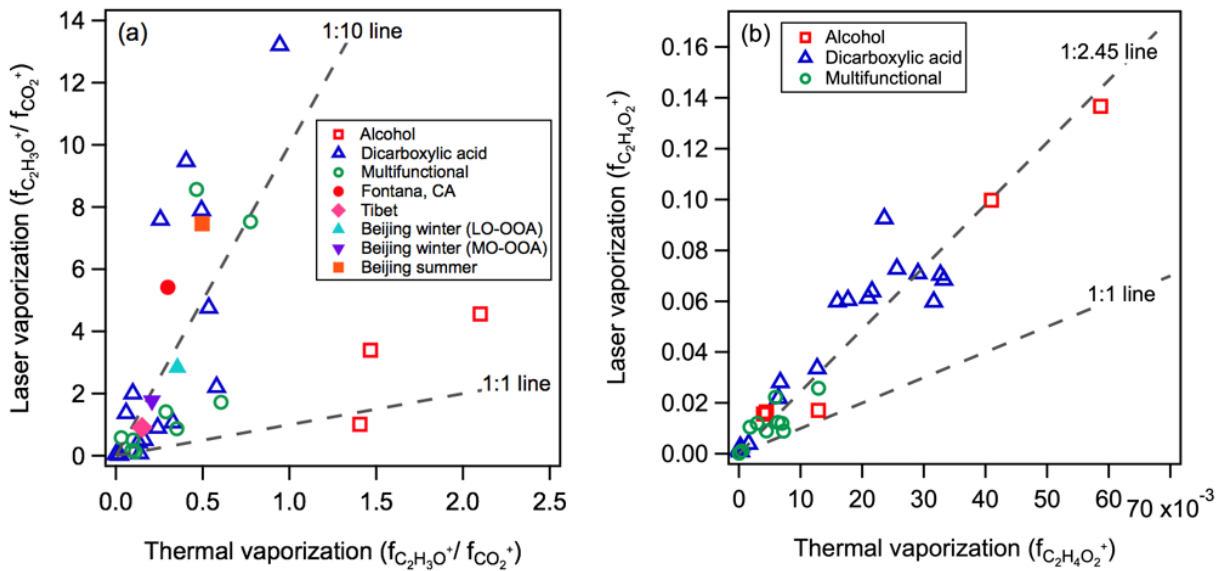 (a)
1:10 line
1:1 line
Alcohol
Dicarboxylic acid
Multifunctional
Fontana, CA
Tibet
Beijing winter (LO-OOA)
Beijing winter (MO-OOA)
Beijing summer
14
12
10
8
6
4
2
0
0.0 0.5 1.0 1.5 2.0 2.5
Laser vaporization (fC₂H₃O⁺/ fCO₂⁺)
Thermal vaporization (fC₂H₃O⁺/ fCO₂⁺)
(b)
Alcohol
Dicarboxylic acid
Multifunctional
1:2.45 line
1:1 line
0.16
0.14
0.12
0.10
0.08
0.06
0.04
0.02
0.00
0 10 20 30 40 50 60 70 x10⁻³
Laser vaporization (fC₂H₄O₂⁺)
Thermal vaporization (fC₂H₄O₂⁺)